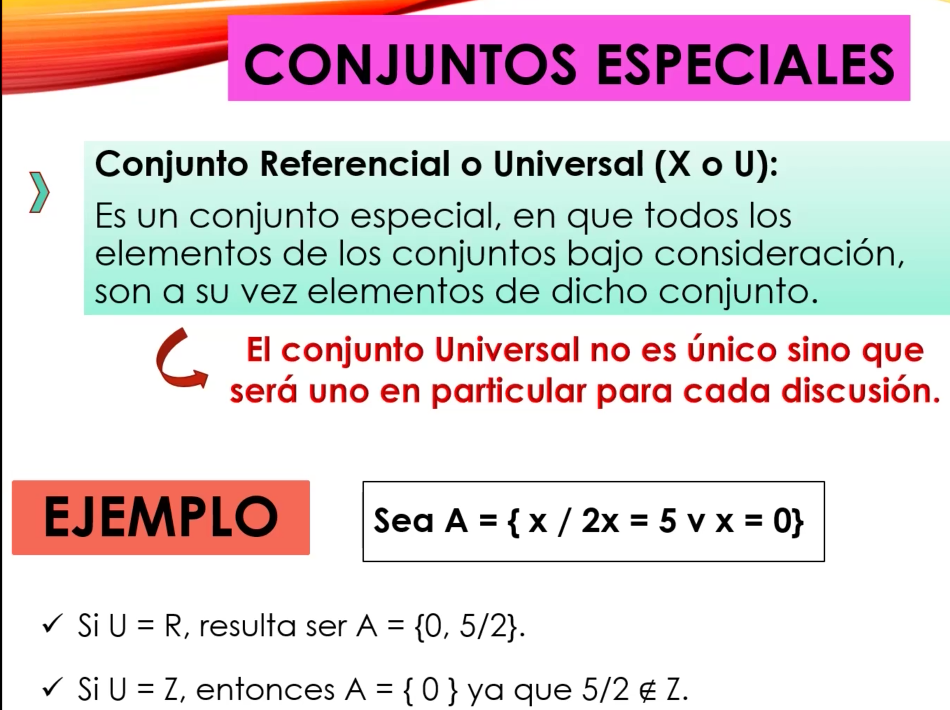 CONJUNTOS ESPECIALES
Conjunto Referencial o Universal (X o U):
Es un conjunto especial, en que todos los
elementos de los conjuntos bajo consideración,
son a su vez elementos de dicho conjunto.
El conjunto Universal no es único sino que
será uno en particular para cada discusión.
EJEMPLO
Sea A = { x / 2x = 5 v x = 0}
✓ Si U = R, resulta ser A = {0, 5/2}.
✓ Si U = Z, entonces A = { 0 } ya que 5/2 ∉ Z.